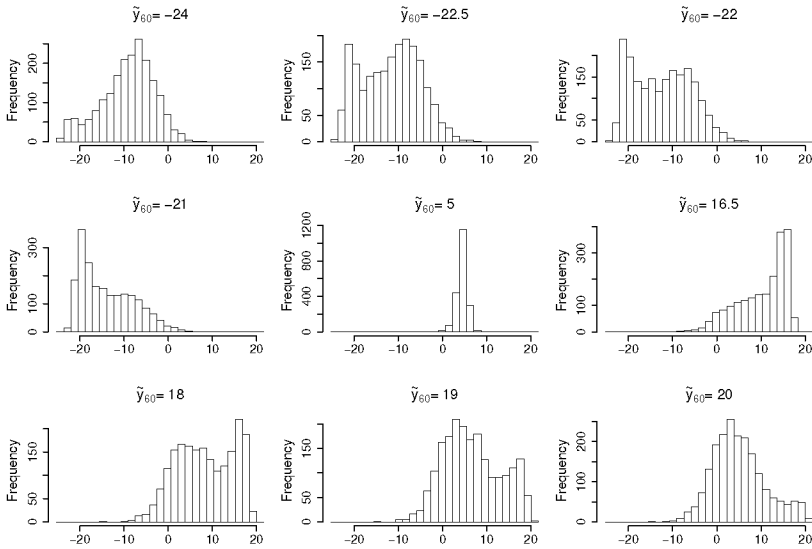 ỹ₆₀= −24
ỹ₆₀= −22.5
ỹ₆₀= −22
Frequency
0 100 250
−20 −10 0 10 20
Frequency
0 50 150
−20 −10 0 10 20
Frequency
0 50 150
−20 −10 0 10 20
ỹ₆₀= −21
ỹ₆₀= 5
ỹ₆₀= 16.5
Frequency
0 100 300
−20 −10 0 10 20
Frequency
0 400 800 1200
−20 −10 0 10 20
Frequency
0 100 300
−20 −10 0 10 20
ỹ₆₀= 18
ỹ₆₀= 19
ỹ₆₀= 20
Frequency
0 50 150
−20 −10 0 10 20
Frequency
0 50 150
−20 −10 0 10 20
Frequency
0 50 150 250
−20 −10 0 10 20